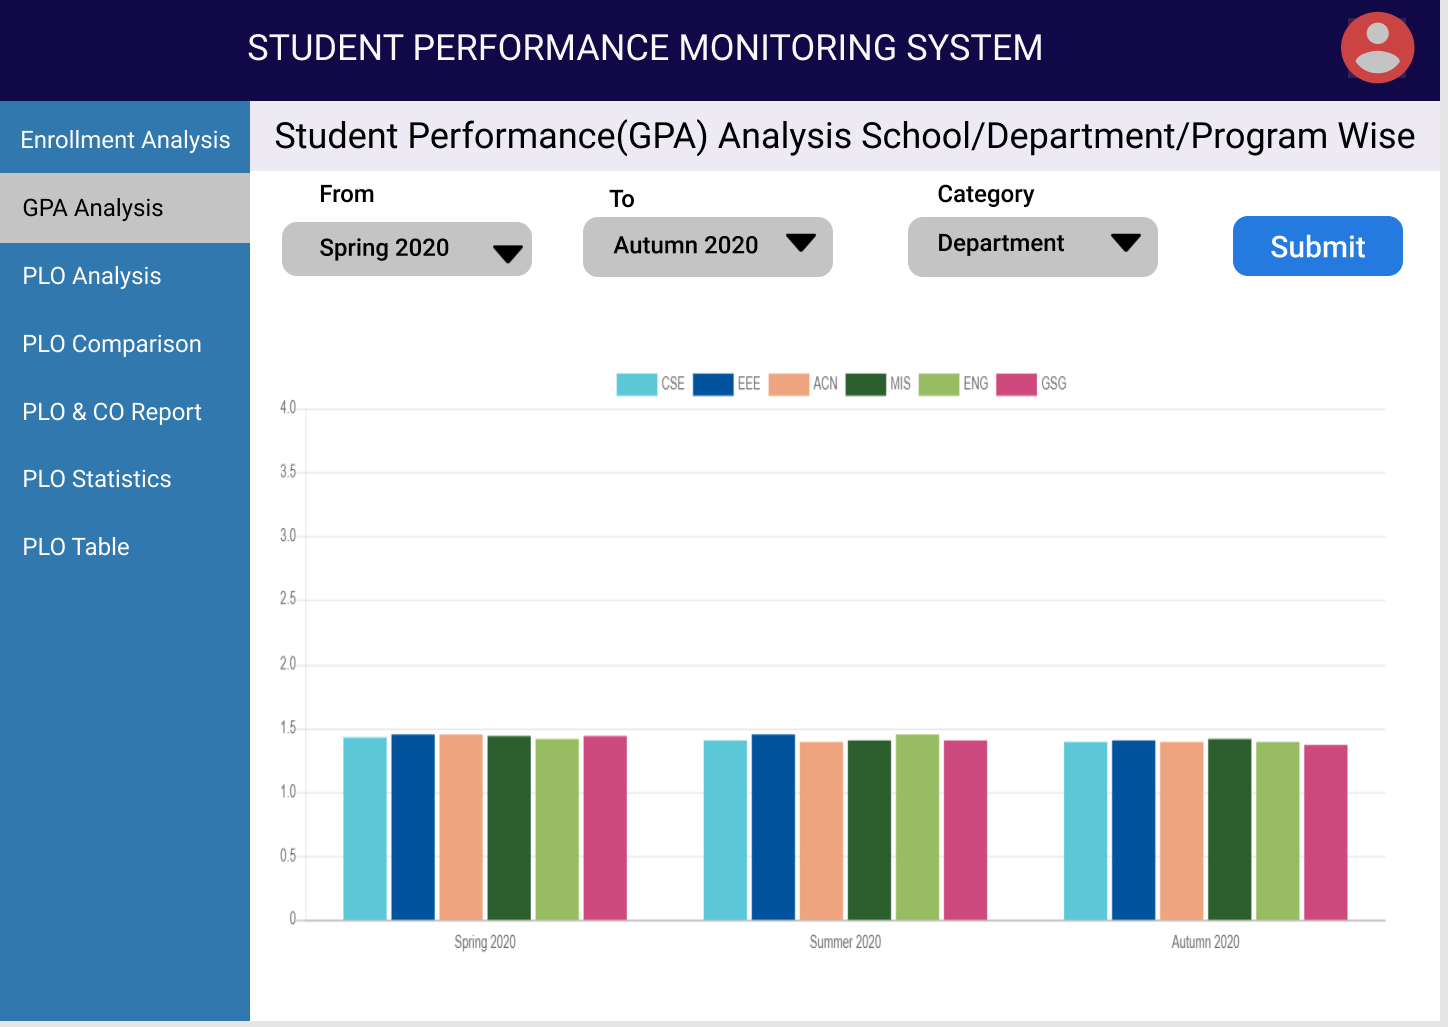 STUDENT PERFORMANCE MONITORING SYSTEM
Enrollment Analysis
GPA Analysis
PLO Analysis
PLO Comparison
PLO & CO Report
PLO Statistics
PLO Table
Student Performance(GPA) Analysis School/Department/Program Wise
From
To
Category
Spring 2020
Autumn 2020
Department
Submit
CSE EEE ACN MIS ENG GSG
4.0
3.5
3.0
2.5
2.0
1.5
1.0
0.5
0
Spring 2020 Summer 2020 Autumn 2020